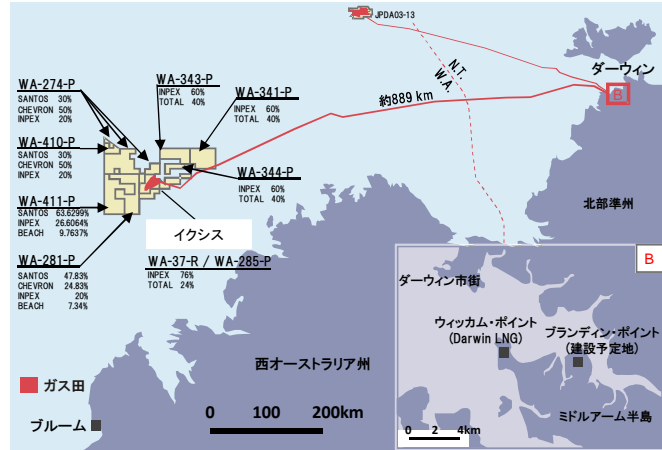 JPDA03-13
N.T.
W.A.
ダーウィン
B
約889 km
WA-274-P
SANTOS 30%
CHEVRON 50%
INPEX 20%
WA-343-P
INPEX 60%
TOTAL 40%
WA-341-P
INPEX 60%
TOTAL 40%
WA-410-P
SANTOS 30%
CHEVRON 50%
INPEX 20%
WA-344-P
INPEX 60%
TOTAL 40%
WA-411-P
SANTOS 63.6299%
INPEX 26.6064%
BEACH 9.7637%
イクシス
北部準州
WA-281-P
SANTOS 47.83%
CHEVRON 24.83%
INPEX 20%
BEACH 7.34%
WA-37-R / WA-285-P
INPEX 76%
TOTAL 24%
B
ダーウィン市街
ウィッカム・ポイント
(Darwin LNG)
ブランディン・ポイント
(建設予定地)
ミドルアーム半島
0 2 4km
西オーストラリア州
ガス田
ブルーム
0 100 200km